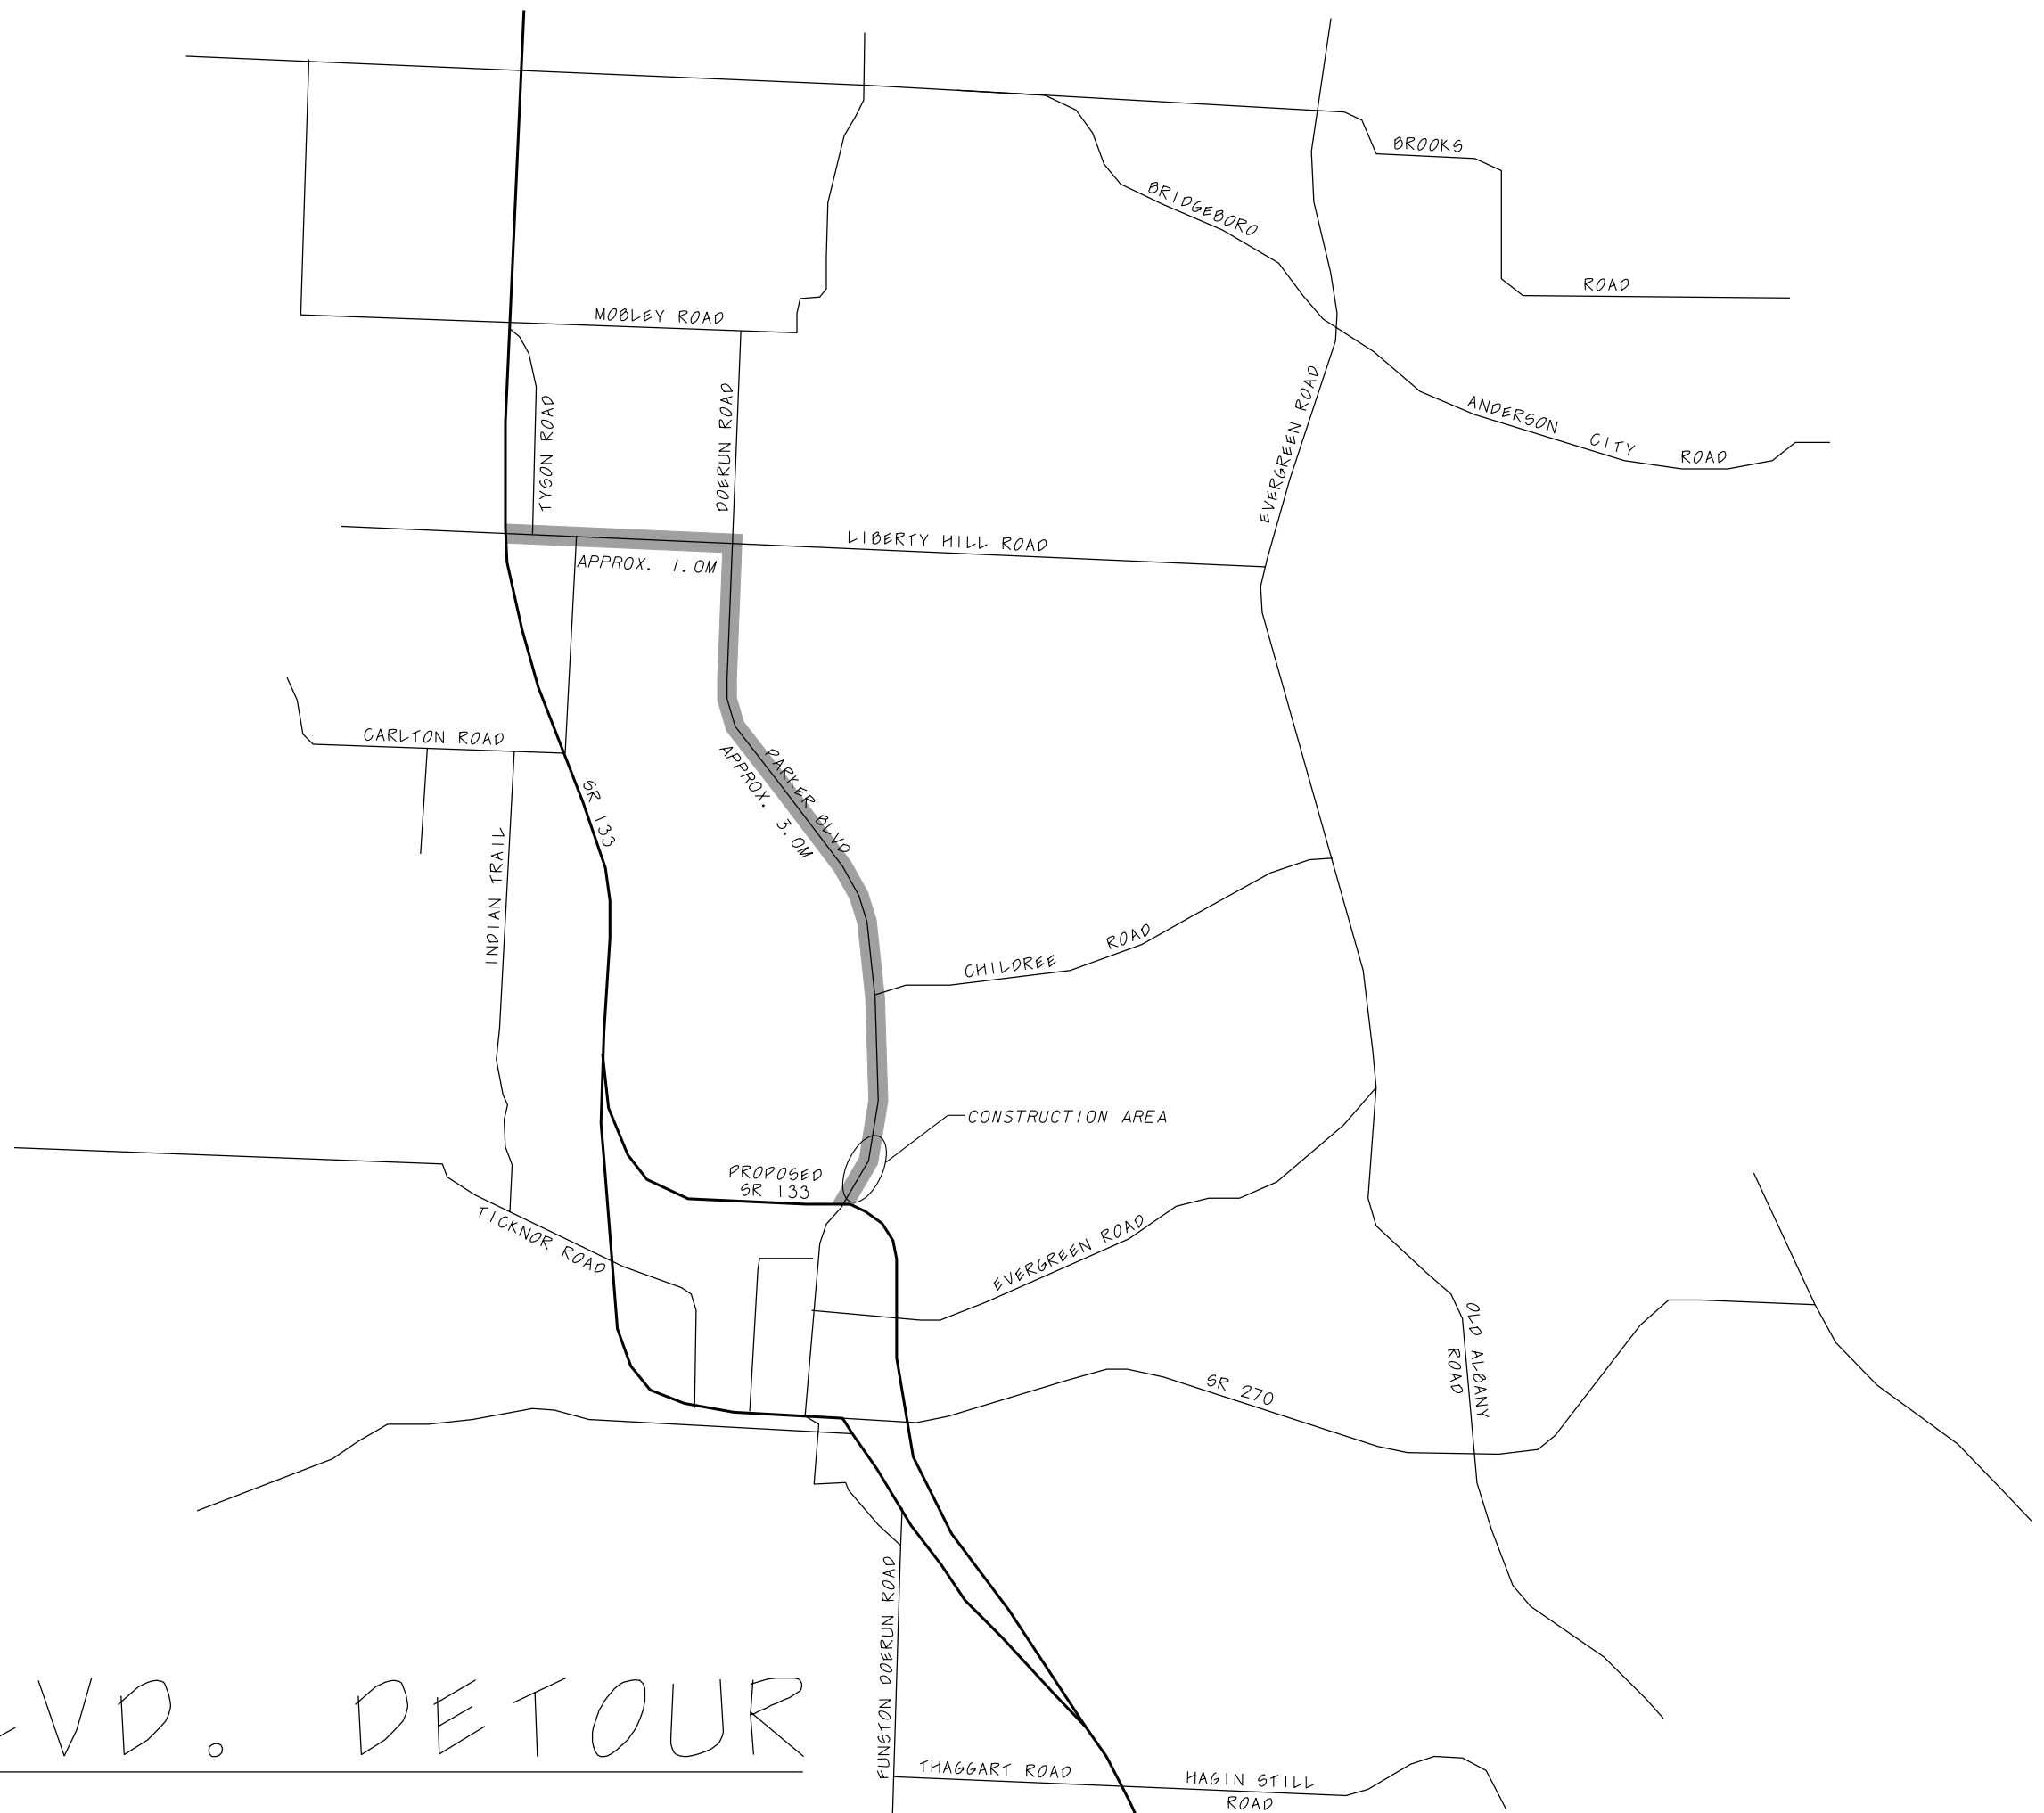 BROOKS
BRIDGEBORO
ROAD
MOBLEY ROAD
TYSON ROAD
DOERUN ROAD
EVERGREEN ROAD
ANDERSON CITY ROAD
LIBERTY HILL ROAD
APPROX. 1.0M
CARLTON ROAD
SR 133
PARKER BLVD
APPROX. 3.0M
INDIAN TRAIL
CHILDREE ROAD
CONSTRUCTION AREA
PROPOSED
SR 133
TICKNOR ROAD
EVERGREEN ROAD
OLD ALBANY
ROAD
SR 270
FUNSTON DOERUN ROAD
VD. DETOUR
THAGGART ROAD
HAGIN STILL
ROAD